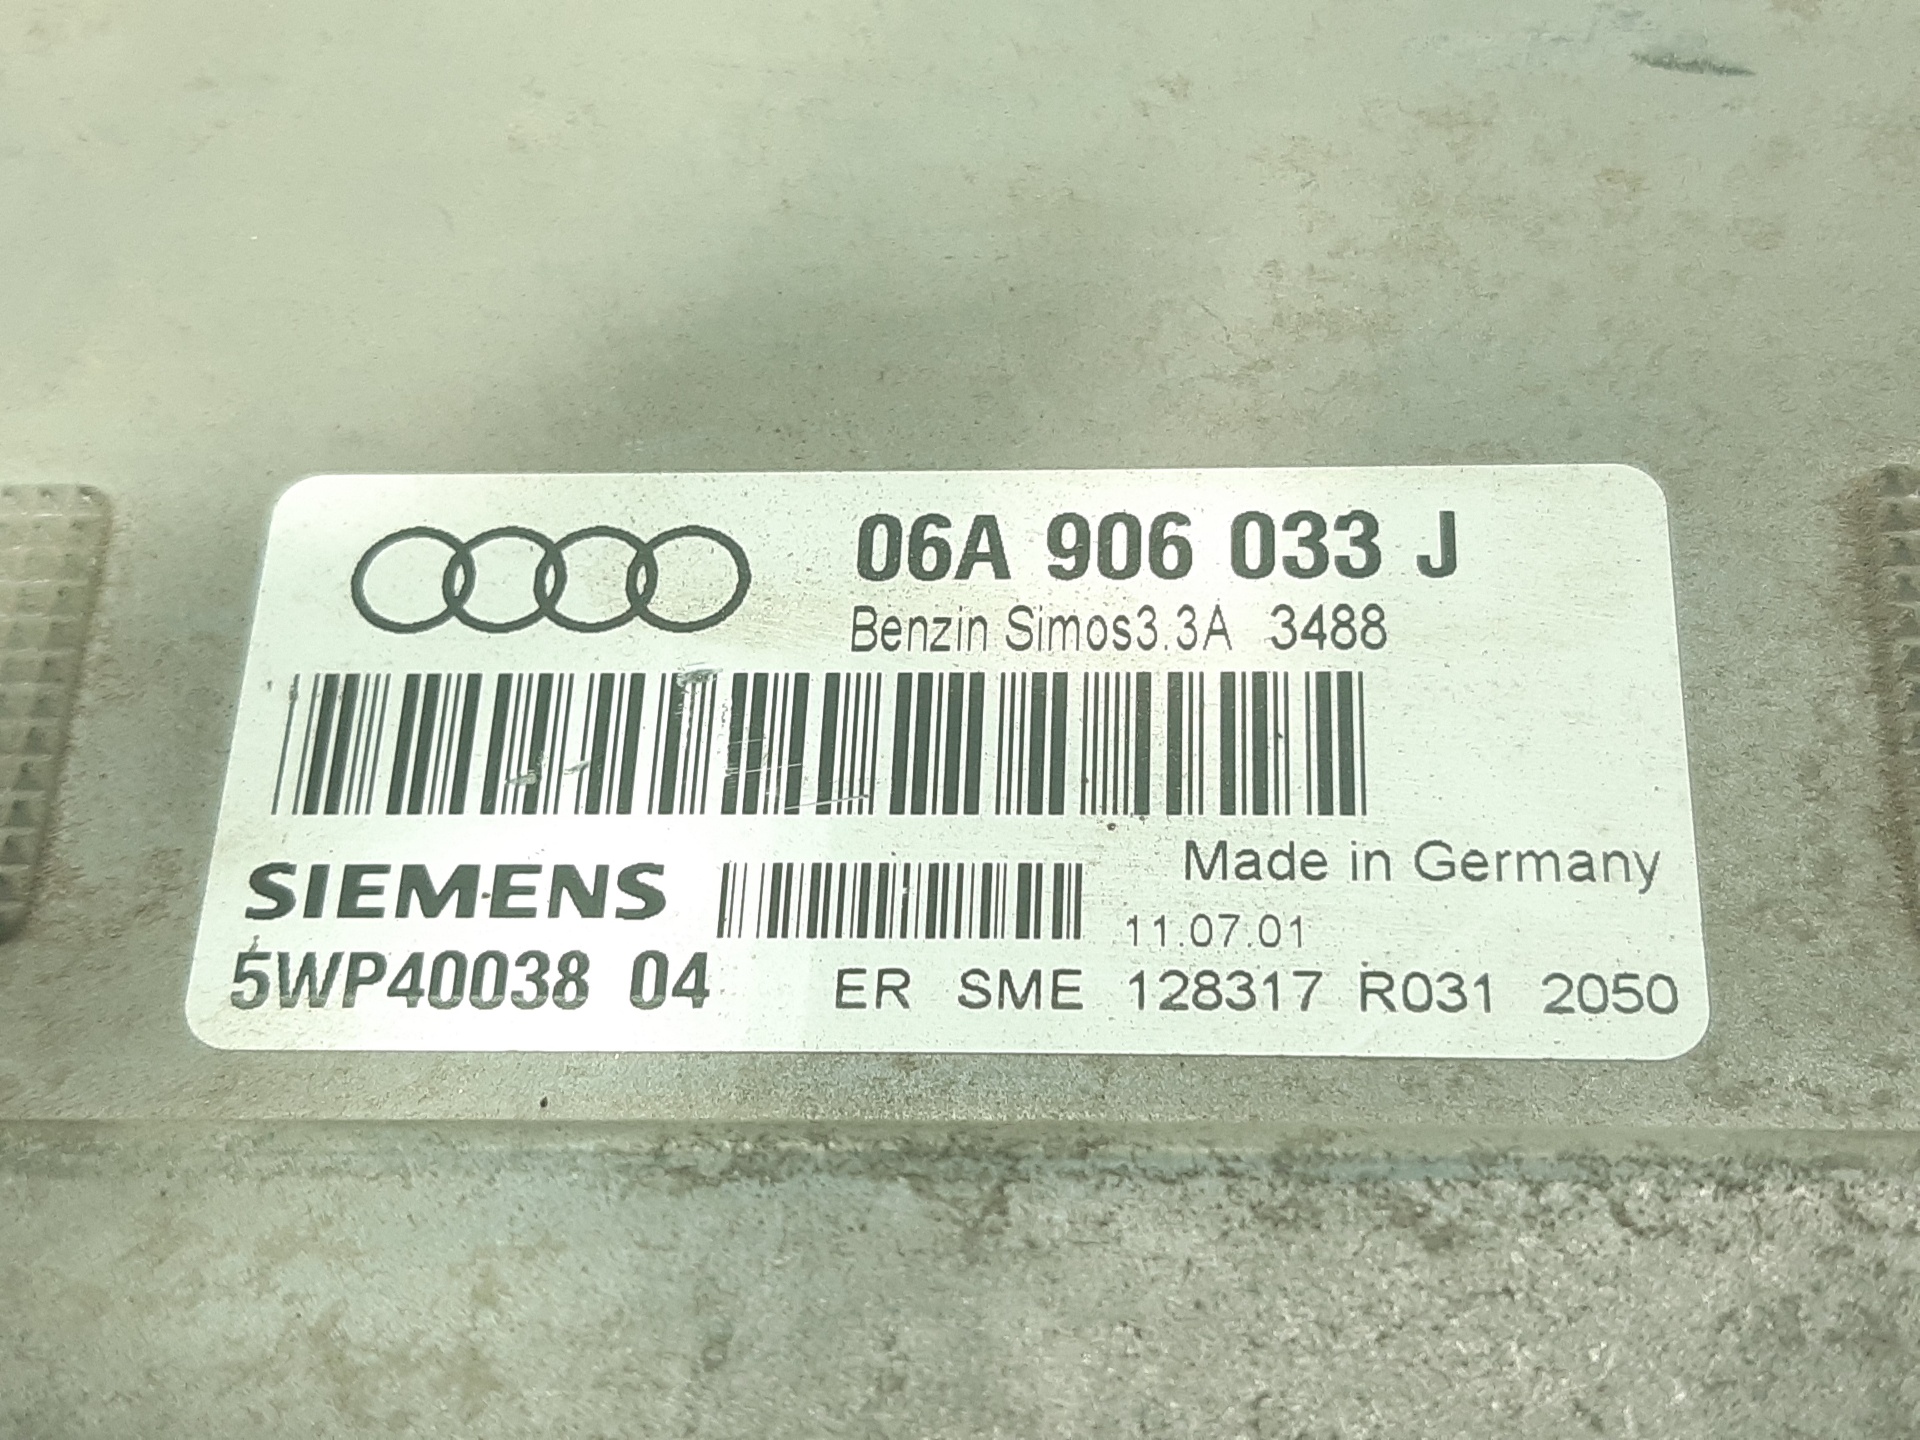 06A 906 033 J
Benzin Simos3.3A 3488
Made in Germany
SIEMENS
11.07.01
5WP40038 04
ER SME 128317 R031 2050